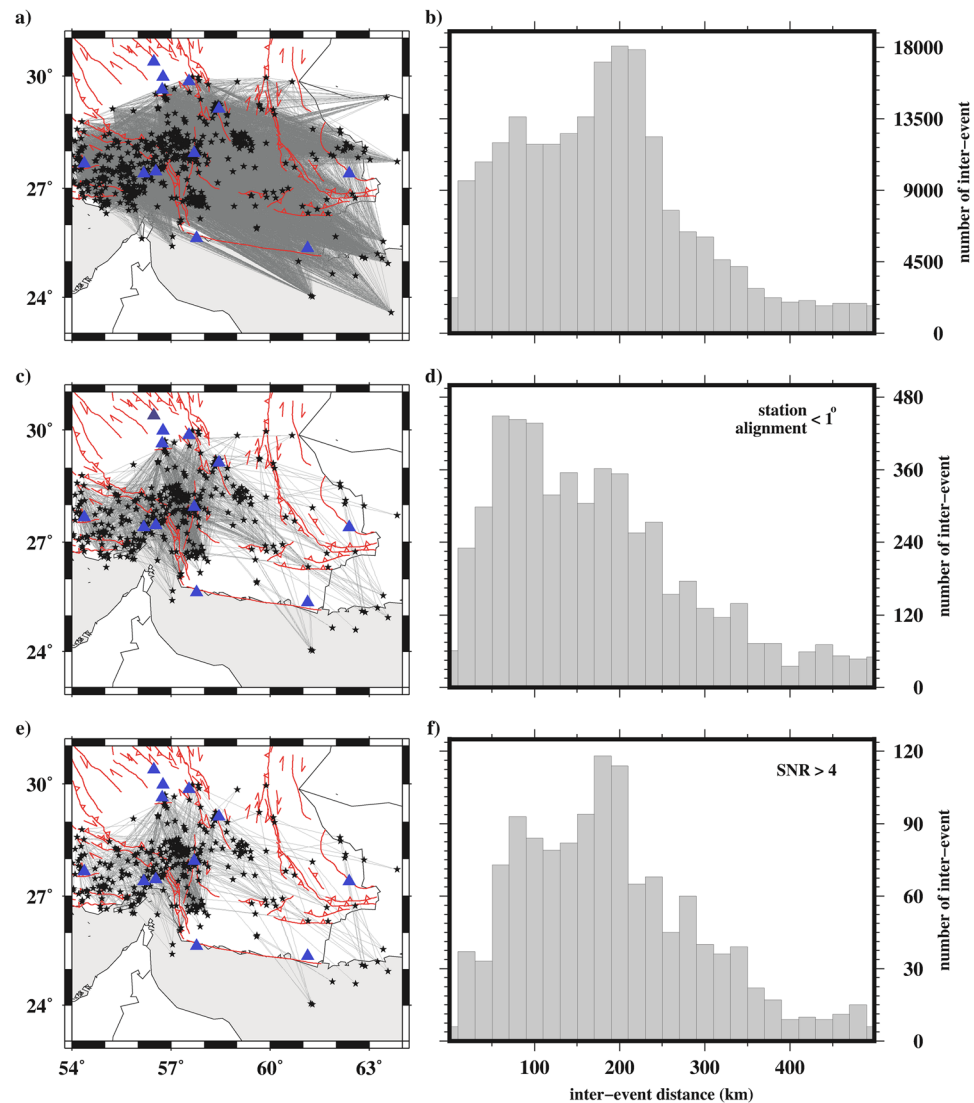 a)
b)
30°
27°
24°
18000
13500
9000
4500
0
number of inter-event
c)
d)
30°
27°
24°
station
alignment < 1°
480
360
240
120
0
number of inter-event
e)
f)
30°
27°
24°
54°
57°
60°
63°
SNR > 4
120
90
60
30
0
number of inter-event
100
200
300
400
inter-event distance (km)